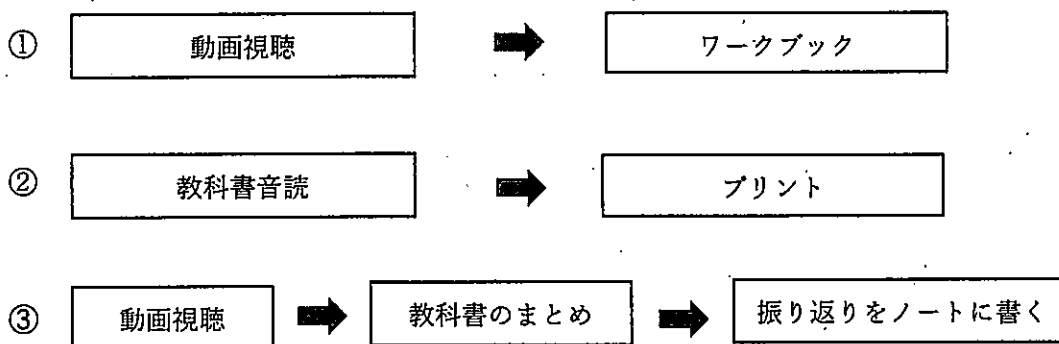 ① 動画視聴 ➡ ワークブック
② 教科書音読 ➡ プリント
③ 動画視聴 ➡ 教科書のまとめ ➡ 振り返りをノートに書く